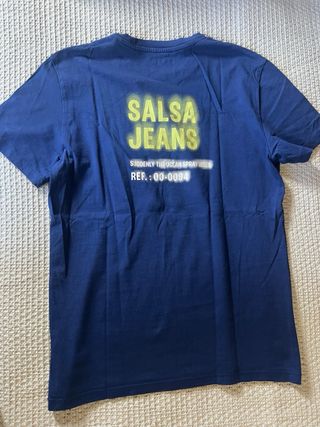 SALSA
JEANS
SUDDENLY THE OCEAN SPRAY
REF.: 00-0094